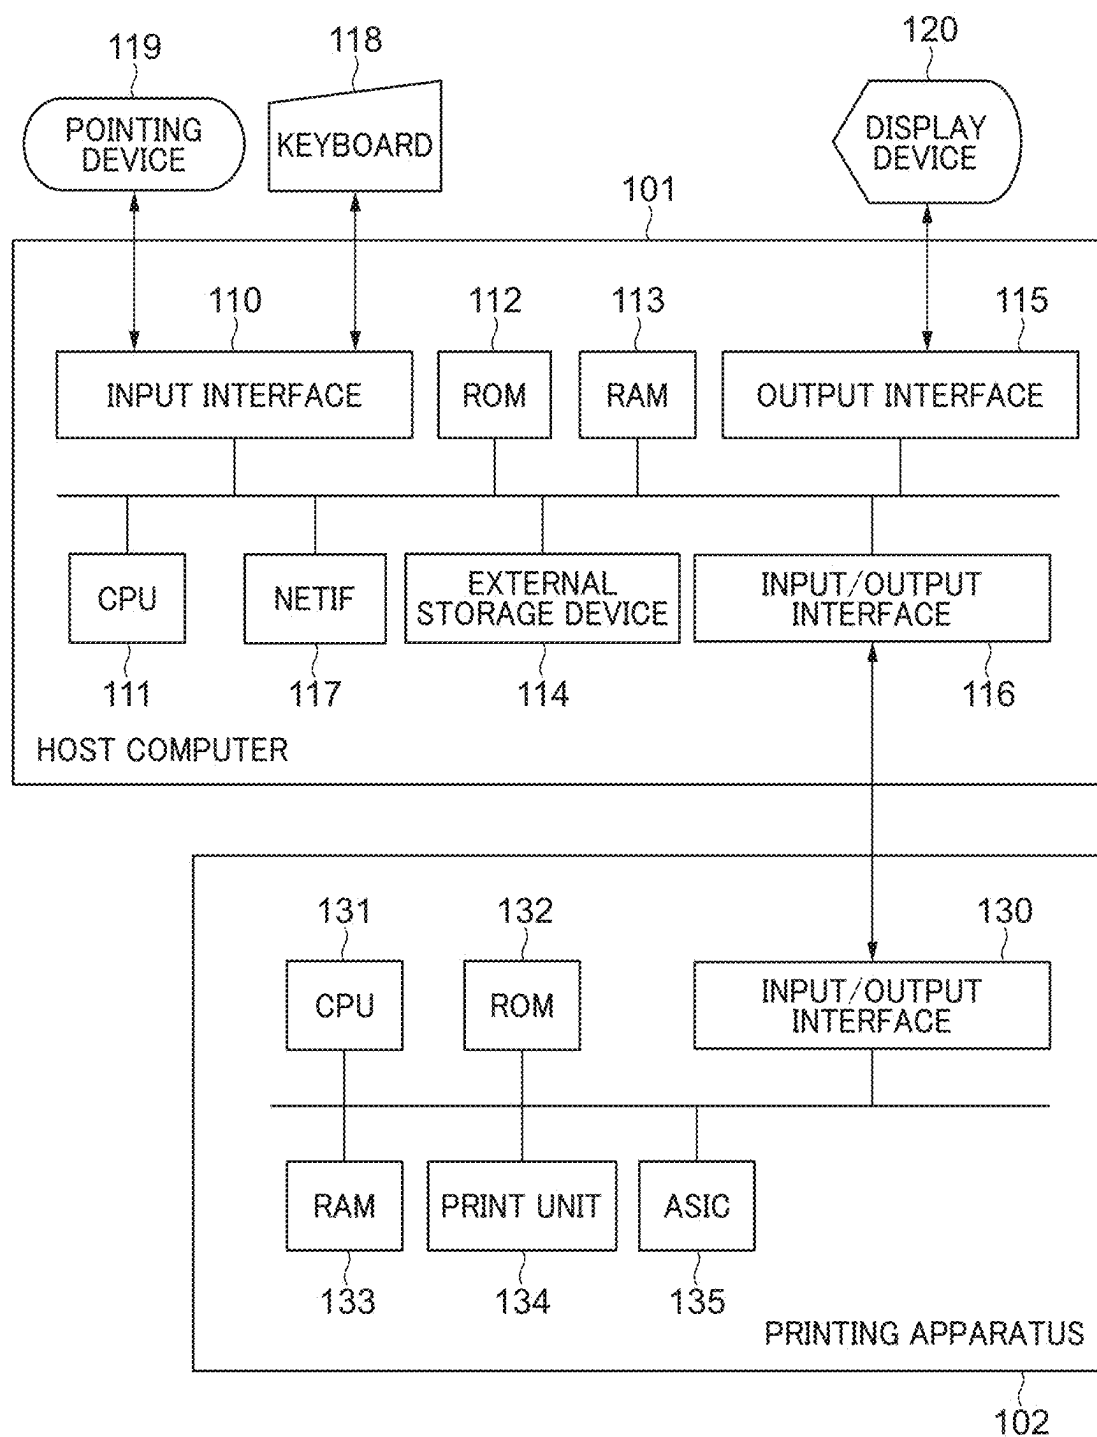 119
118
120
POINTING
DEVICE
KEYBOARD
DISPLAY
DEVICE
101
110
112
113
115
INPUT INTERFACE
ROM
RAM
OUTPUT INTERFACE
CPU
NETIF
EXTERNAL
STORAGE DEVICE
INPUT/OUTPUT
INTERFACE
111
117
114
116
HOST COMPUTER
131
132
130
CPU
ROM
INPUT/OUTPUT
INTERFACE
RAM
PRINT UNIT
ASIC
133
134
135
PRINTING APPARATUS
102